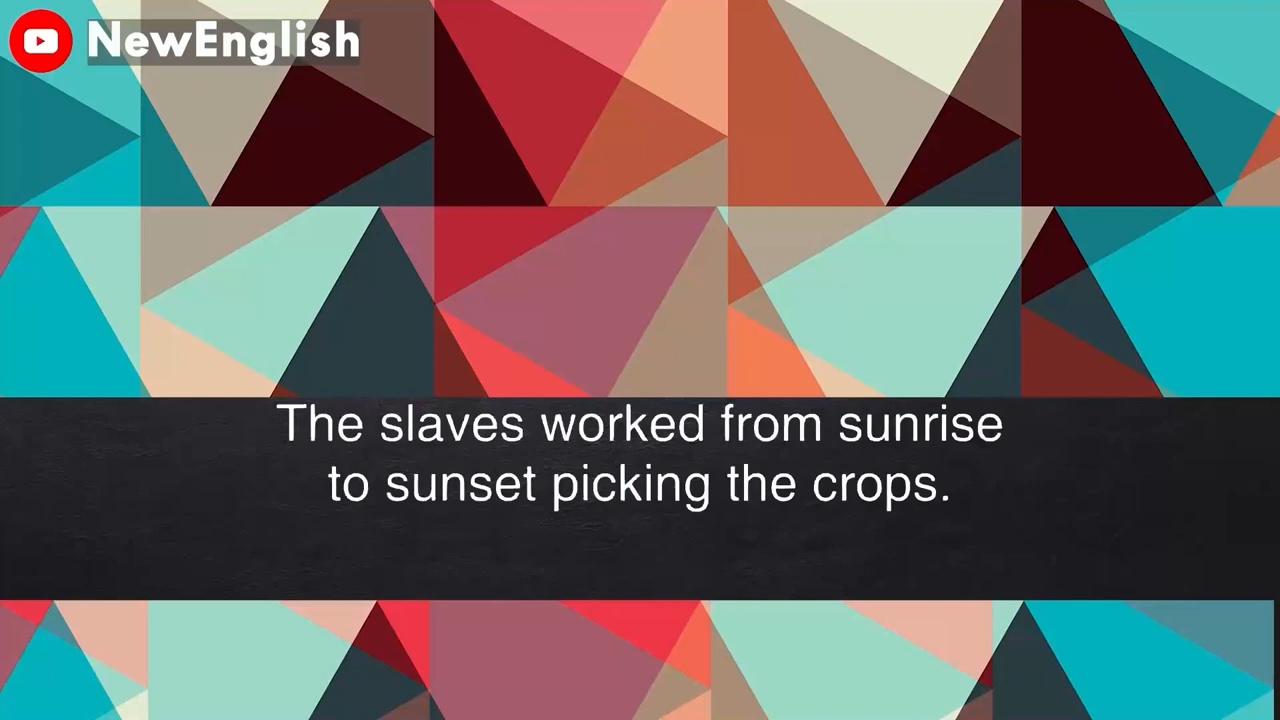 NewEnglish
The slaves worked from sunrise
to sunset picking the crops.